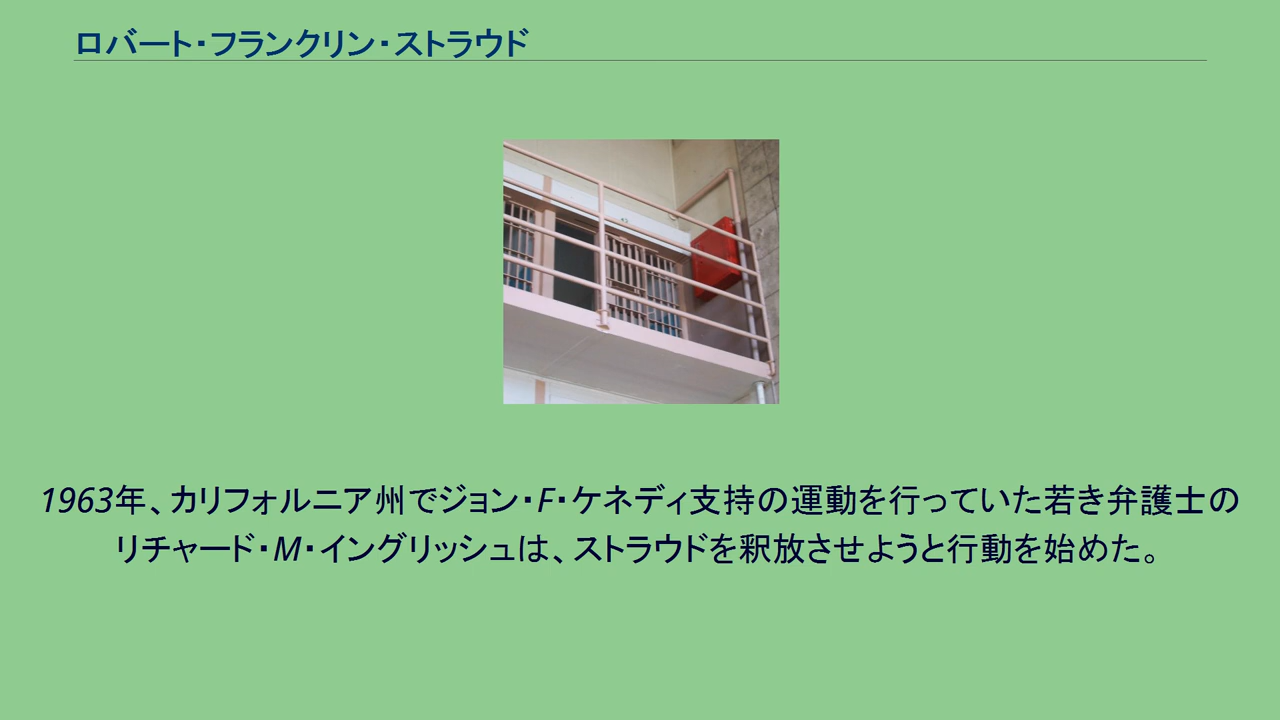 ロバート・フランクリン・ストラウド
1963年、カリフォルニア州でジョン・F・ケネディ支持の運動を行っていた若き弁護士の
リチャード・M・イングリッシュは、ストラウドを釈放させようと行動を始めた。